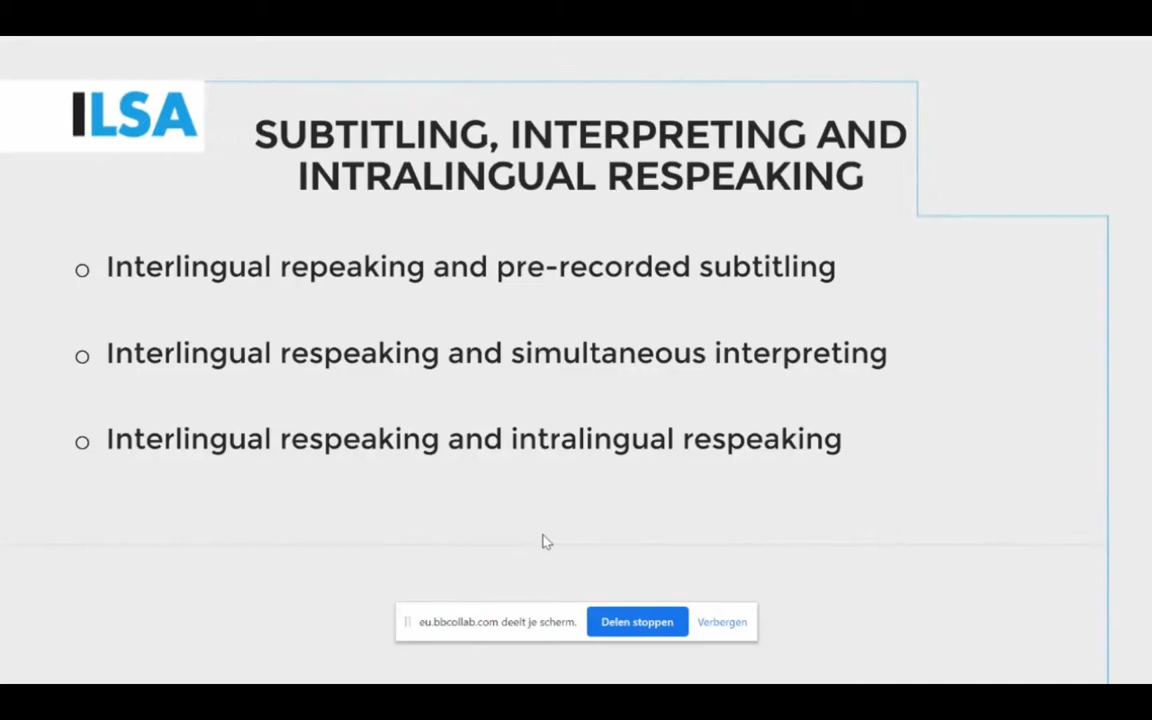 ILSA
SUBTITLING, INTERPRETING AND
INTRALINGUAL RESPEAKING
o Interlingual repeaking and pre-recorded subtitling
o Interlingual respeaking and simultaneous interpreting
o Interlingual respeaking and intralingual respeaking
eu.bbcollab.com deelt je scherm. Delen stoppen Verbergen